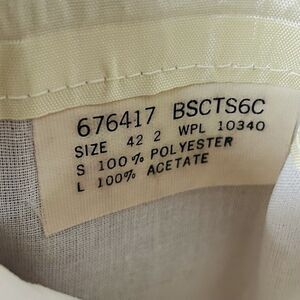 676417 BSCTS6C
SIZE 42 2 WPL 10340
S 100% POLYESTER
L 100% ACETATE